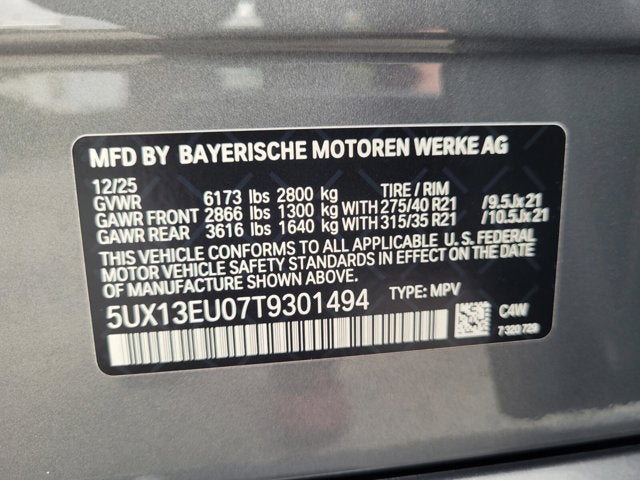 MFD BY BAYERISCHE MOTOREN WERKE AG
12/25 TIRE / RIM
GVWR 6173 lbs 2800 kg
GAWR FRONT 2866 lbs 1300 kg WITH 275/40 R21 /9.5Jx21
GAWR REAR 3616 lbs 1640 kg WITH 315/35 R21 /10.5Jx21
THIS VEHICLE CONFORMS TO ALL APPLICABLE U.S. FEDERAL
MOTOR VEHICLE SAFETY STANDARDS IN EFFECT ON THE DATE
OF MANUFACTURE SHOWN ABOVE.
5UX13EU07T9301494 TYPE: MPV
C4W
7 320 728